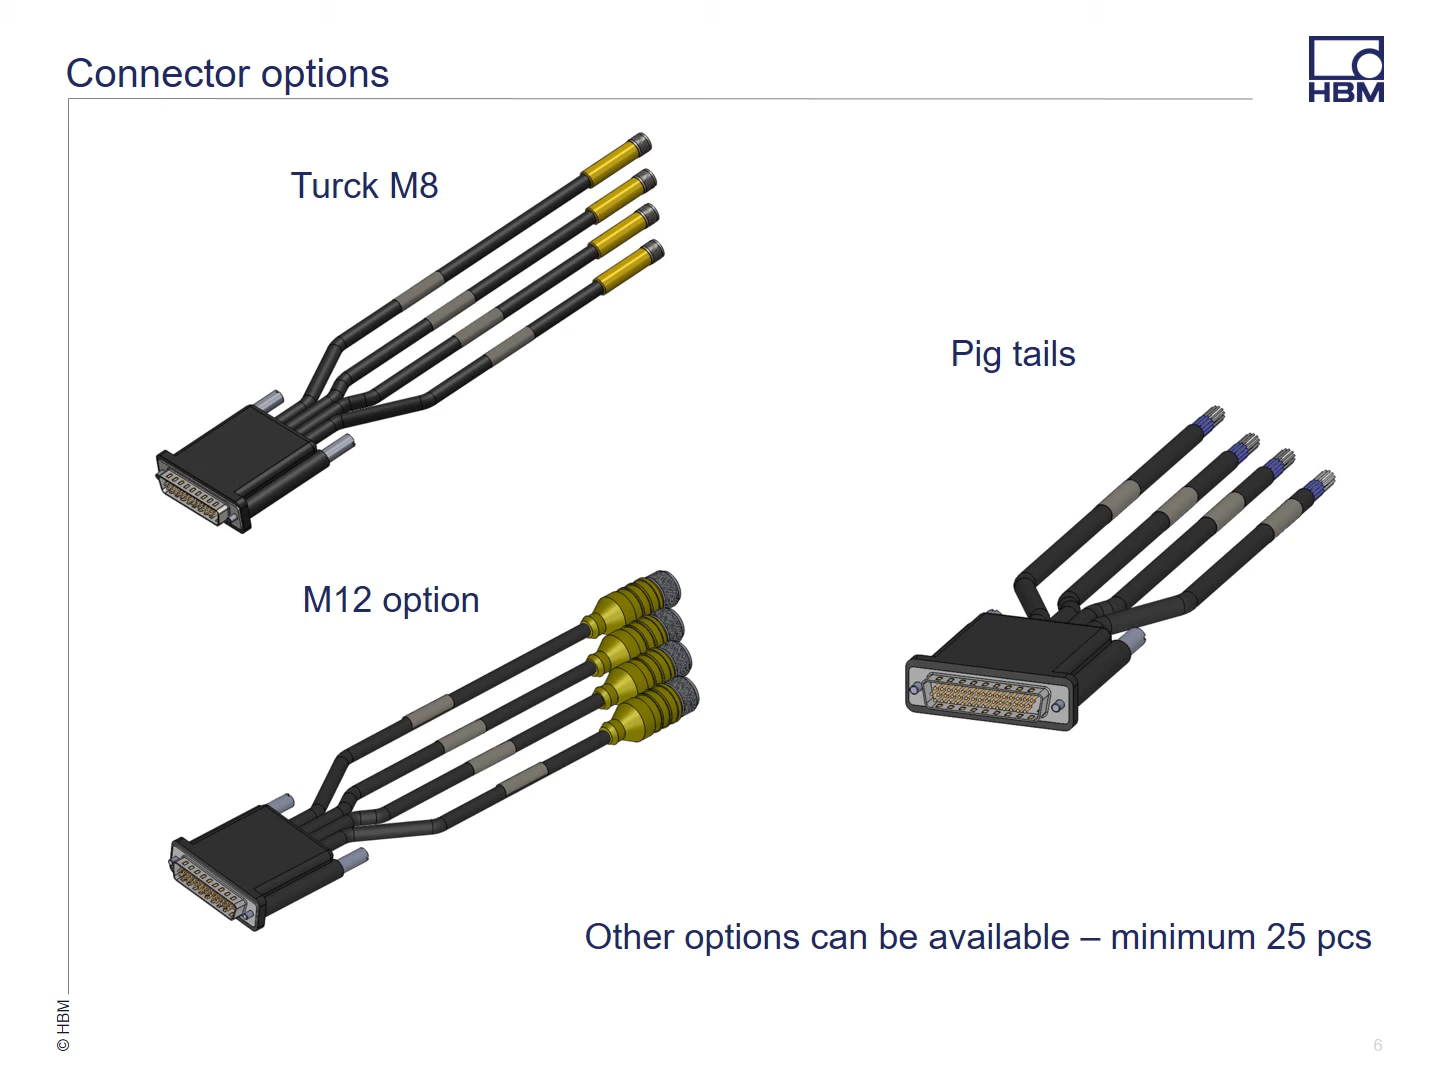 Connector options
HBM
Turck M8
Pig tails
M12 option
Other options can be available – minimum 25 pcs
© HBM
6